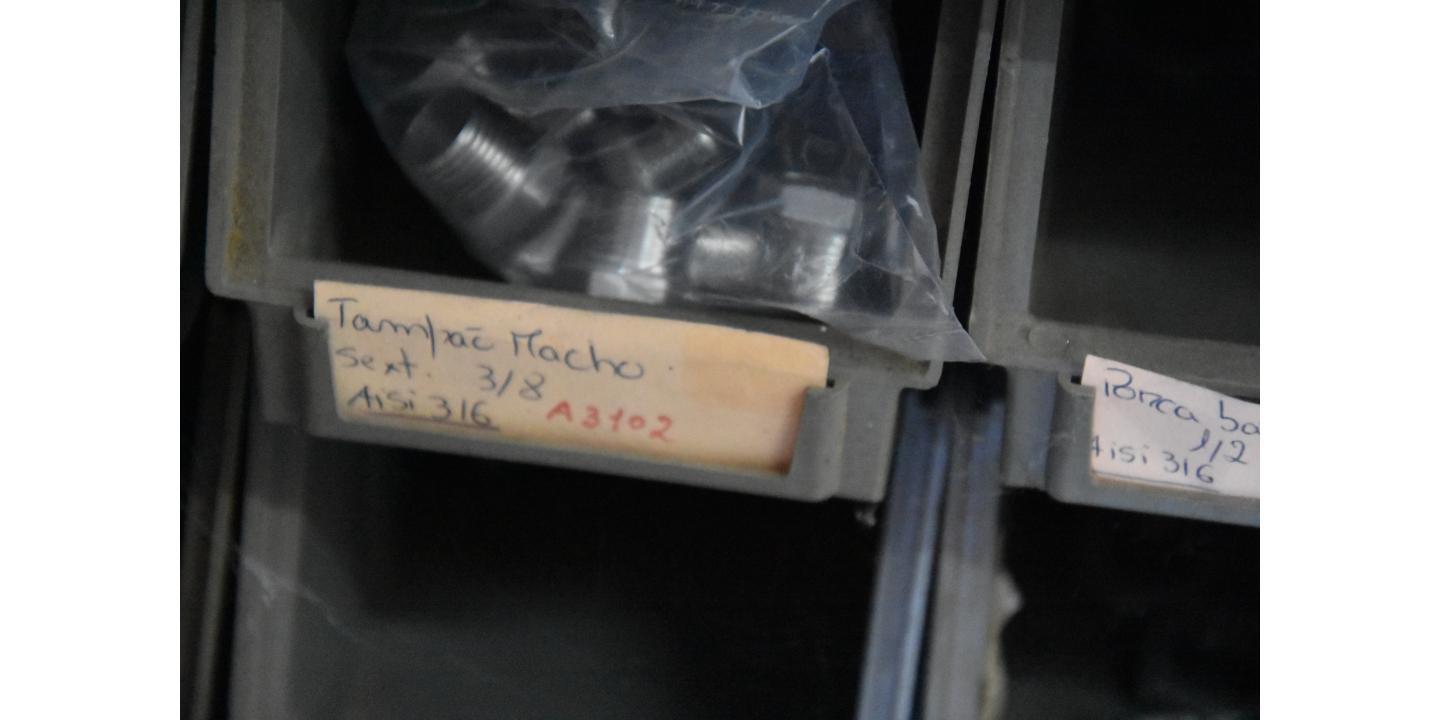 Tampão Macho
Sext. 3/8
AiSi 316 A3102
Porca ba
1/2
Aisi 316